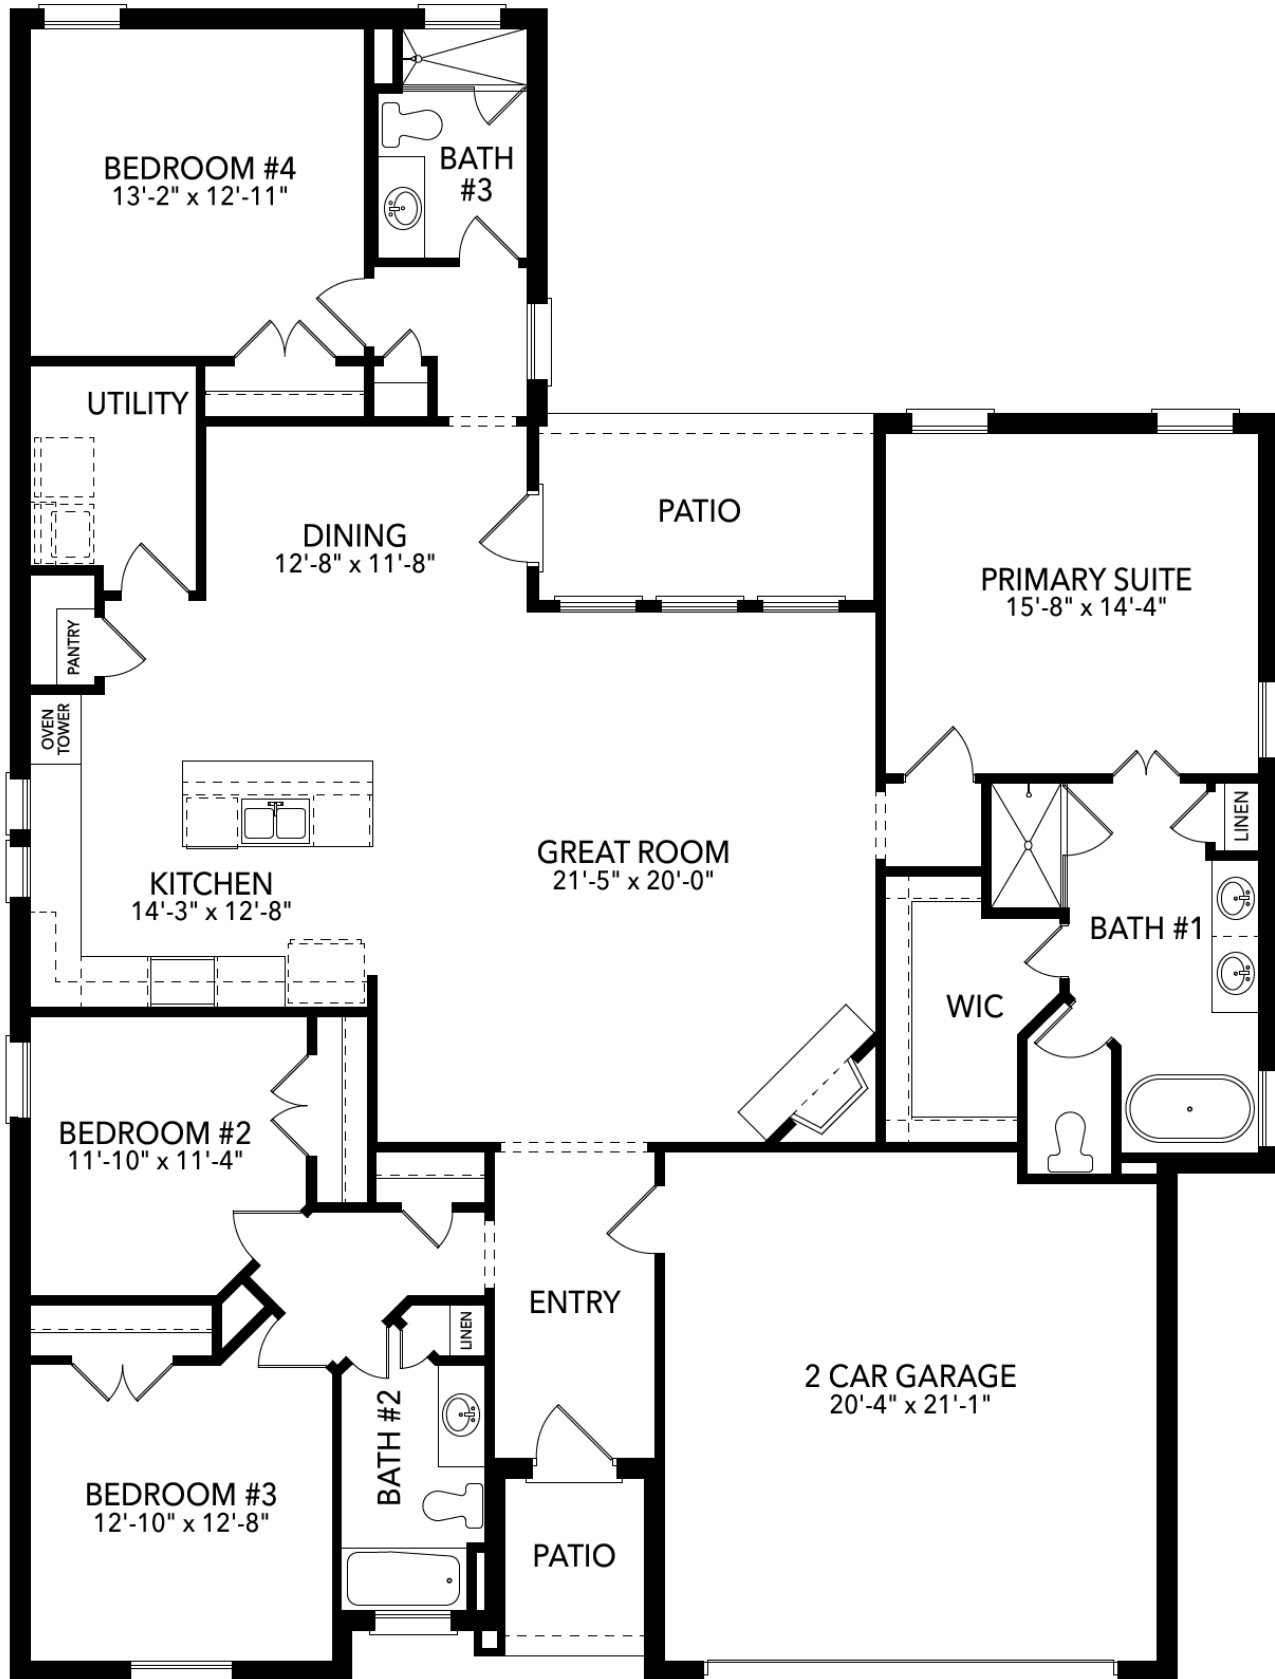 BEDROOM #4
13'-2" x 12'-11"
BATH
#3
UTILITY
DINING
12'-8" x 11'-8"
PATIO
PRIMARY SUITE
15'-8" x 14'-4"
PANTRY
OVEN
TOWER
LINEN
GREAT ROOM
21'-5" x 20'-0"
KITCHEN
14'-3" x 12'-8"
BATH #1
WIC
BEDROOM #2
11'-10" x 11'-4"
ENTRY
LINEN
2 CAR GARAGE
20'-4" x 21'-1"
BATH #2
BEDROOM #3
12'-10" x 12'-8"
PATIO